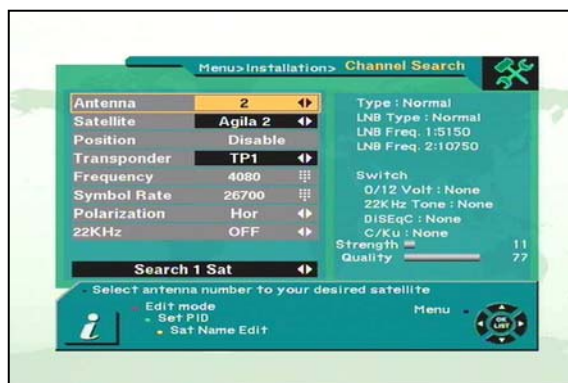 Menu>Installation> Channel Search
Antenna 2
Satellite Agila 2
Position Disable
Transponder TP1
Frequency 4080
Symbol Rate 26700
Polarization Hor
22KHz OFF
Search 1 Sat
Type : Normal
LNB Type : Normal
LNB Freq. 1:5150
LNB Freq. 2:10750
Switch
0/12 Volt : None
22KHz Tone : None
DiSEqC : None
C/Ku : None
Strength 11
Quality 77
Select antenna number to your desired satellite
Edit mode
Set PID
Sat Name Edit
Menu
OK
LIST
i